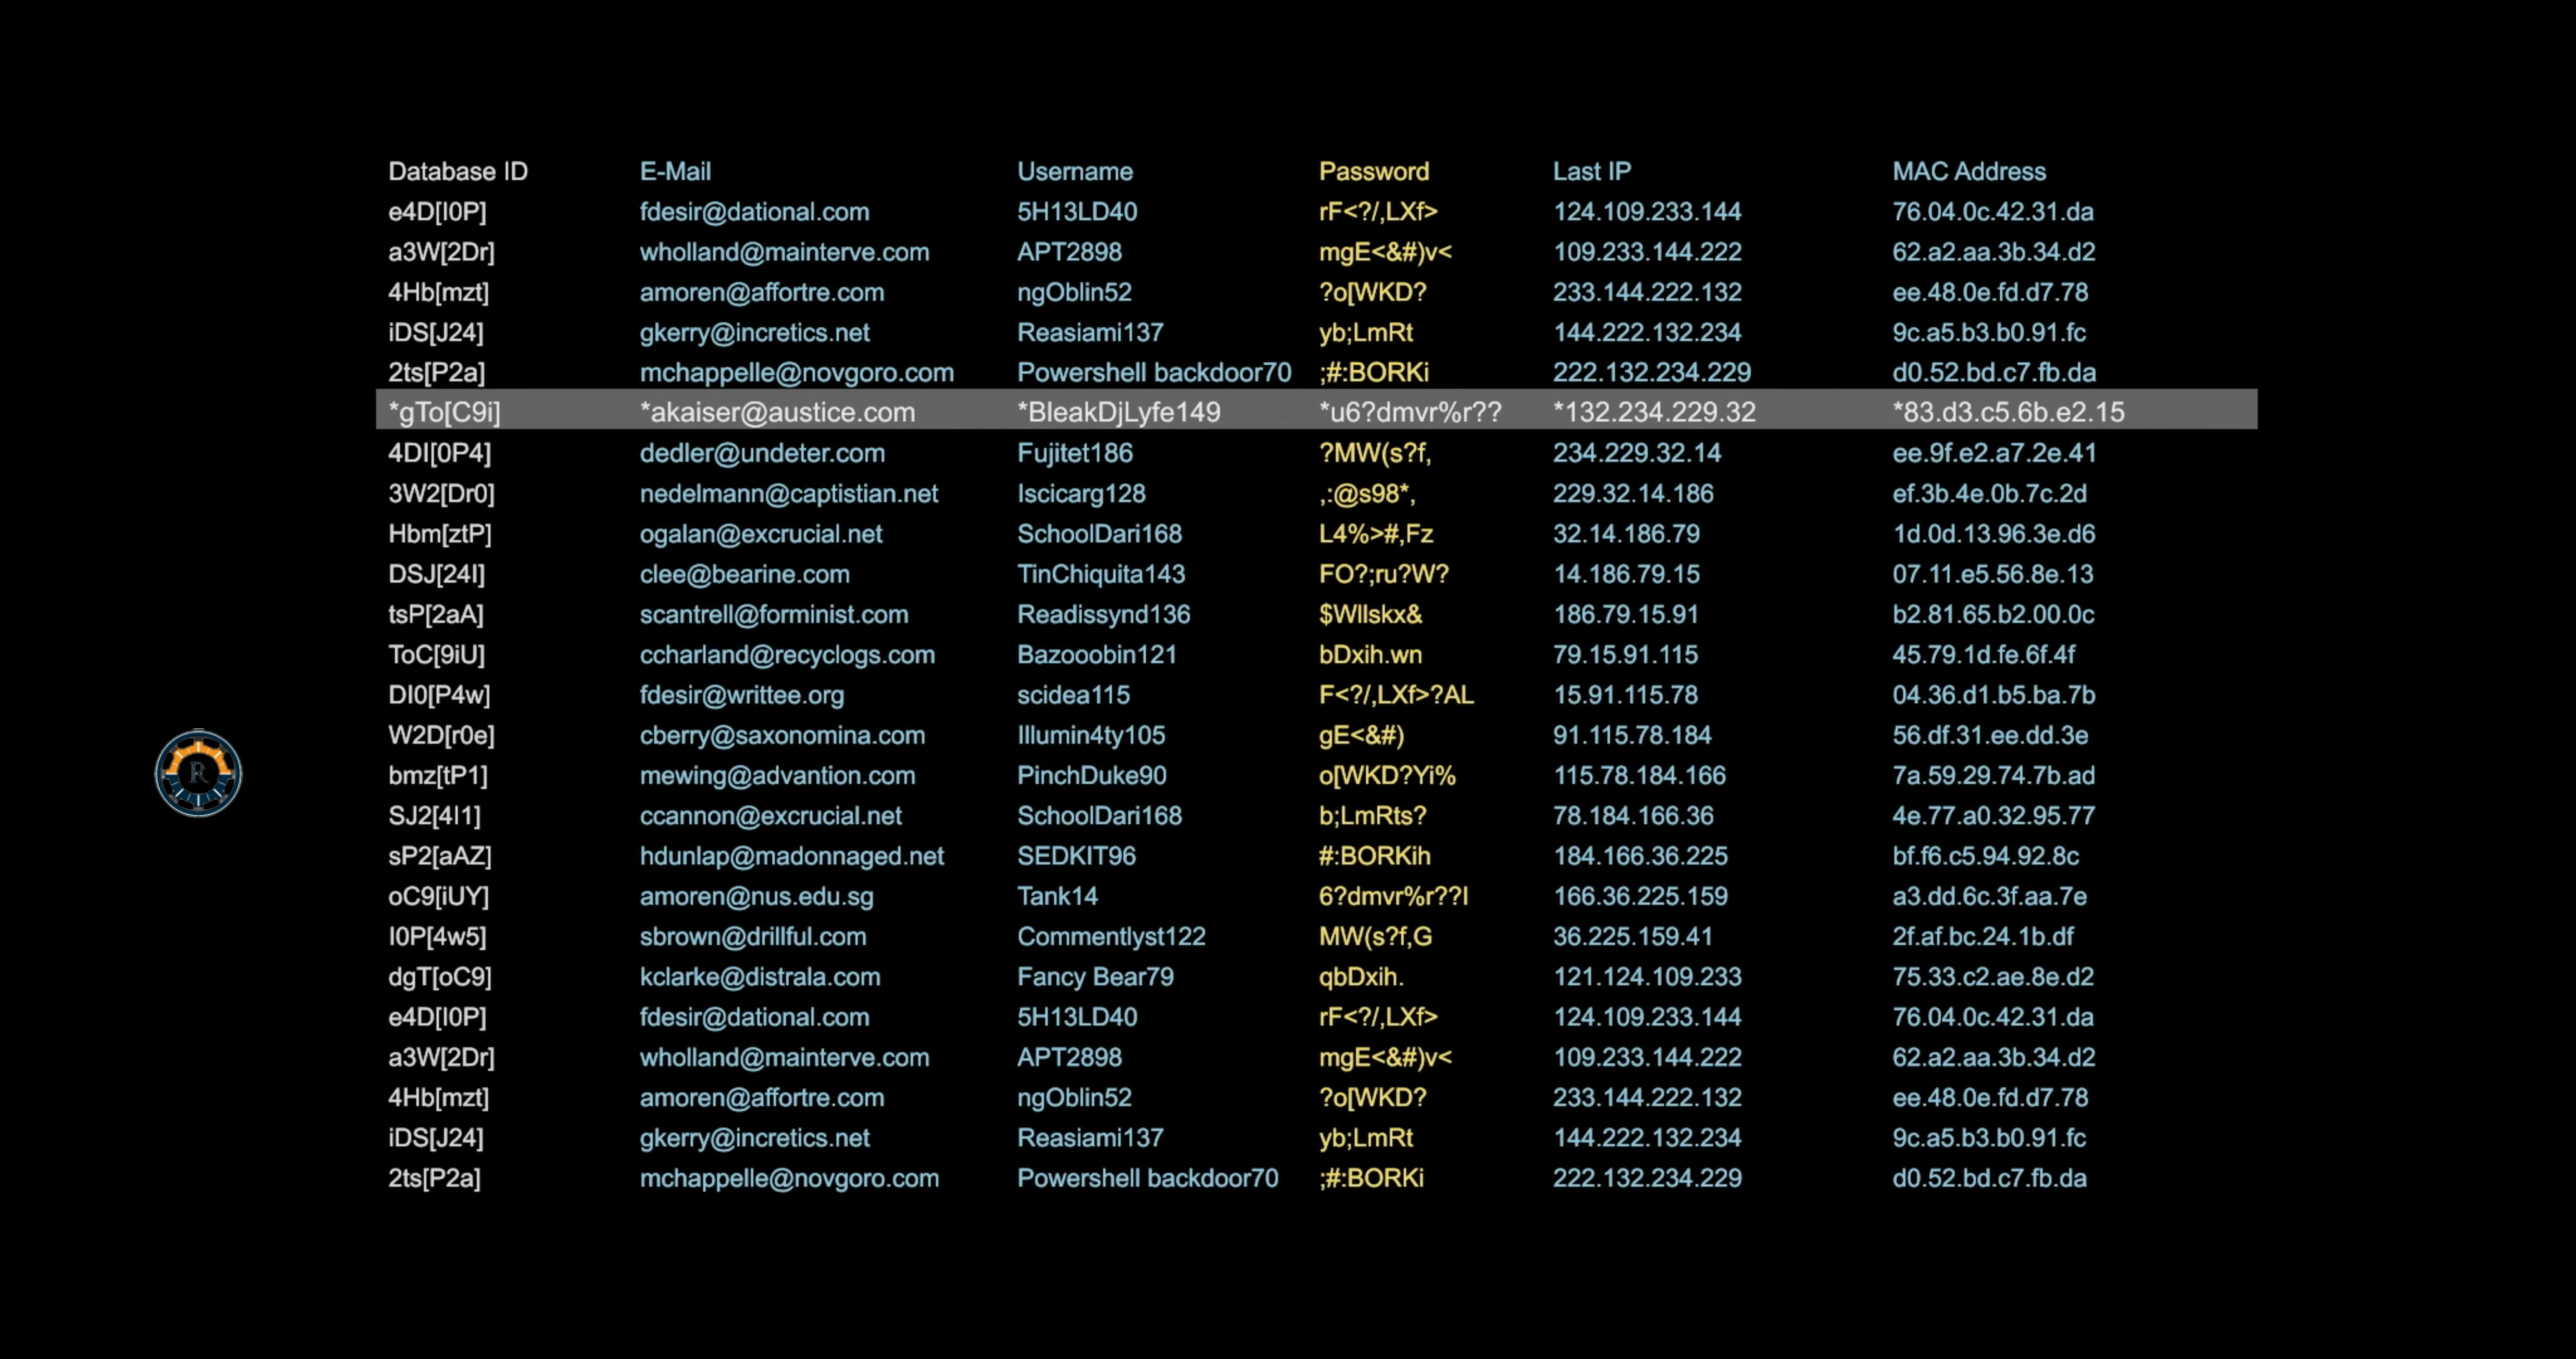 Database ID E-Mail Username Password Last IP MAC Address
e4D[I0P] fdesir@dational.com 5H13LD40 rF<?/,LXf> 124.109.233.144 76.04.0c.42.31.da
a3W[2Dr] wholland@mainterve.com APT2898 mgE<&#)v< 109.233.144.222 62.a2.aa.3b.34.d2
4Hb[mzt] amoren@affortre.com ngOblin52 ?o[WKD? 233.144.222.132 ee.48.0e.fd.d7.78
iDS[J24] gkerry@incretics.net Reasiami137 yb;LmRt 144.222.132.234 9c.a5.b3.b0.91.fc
2ts[P2a] mchappelle@novgoro.com Powershell backdoor70 ;#:BORKi 222.132.234.229 d0.52.bd.c7.fb.da
*gTo[C9i] *akaiser@austice.com *BleakDjLyfe149 *u6?dmvr%r?? *132.234.229.32 *83.d3.c5.6b.e2.15
4DI[0P4] dedler@undeter.com Fujitet186 ?MW(s?f, 234.229.32.14 ee.9f.e2.a7.2e.41
3W2[Dr0] nedelmann@captistian.net Iscicarg128 ,:@s98*, 229.32.14.186 ef.3b.4e.0b.7c.2d
Hbm[ztP] ogalan@excrucial.net SchoolDari168 L4%>#,Fz 32.14.186.79 1d.0d.13.96.3e.d6
DSJ[24I] clee@bearine.com TinChiquita143 FO?;ru?W? 14.186.79.15 07.11.e5.56.8e.13
tsP[2aA] scantrell@forminist.com Readissynd136 $WIIskx& 186.79.15.91 b2.81.65.b2.00.0c
ToC[9iU] ccharland@recyclogs.com Bazooobin121 bDxih.wn 79.15.91.115 45.79.1d.fe.6f.4f
DI0[P4w] fdesir@writtee.org scidea115 F<?/,LXf>?AL 15.91.115.78 04.36.d1.b5.ba.7b
W2D[r0e] cberry@saxonomina.com Illumin4ty105 gE<&#) 91.115.78.184 56.df.31.ee.dd.3e
bmz[tP1] mewing@advantion.com PinchDuke90 o[WKD?Yi% 115.78.184.166 7a.59.29.74.7b.ad
SJ2[4I1] ccannon@excrucial.net SchoolDari168 b;LmRts? 78.184.166.36 4e.77.a0.32.95.77
sP2[aAZ] hdunlap@madonnaged.net SEDKIT96 #:BORKih 184.166.36.225 bf.f6.c5.94.92.8c
R
oC9[iUY] amoren@nus.edu.sg Tank14 6?dmvr%r??I 166.36.225.159 a3.dd.6c.3f.aa.7e
I0P[4w5] sbrown@drillful.com Commentlyst122 MW(s?f,G 36.225.159.41 2f.af.bc.24.1b.df
dgT[oC9] kclarke@distrala.com Fancy Bear79 qbDxih. 121.124.109.233 75.33.c2.ae.8e.d2
e4D[I0P] fdesir@dational.com 5H13LD40 rF<?/,LXf> 124.109.233.144 76.04.0c.42.31.da
a3W[2Dr] wholland@mainterve.com APT2898 mgE<&#)v< 109.233.144.222 62.a2.aa.3b.34.d2
4Hb[mzt] amoren@affortre.com ngOblin52 ?o[WKD? 233.144.222.132 ee.48.0e.fd.d7.78
iDS[J24] gkerry@incretics.net Reasiami137 yb;LmRt 144.222.132.234 9c.a5.b3.b0.91.fc
2ts[P2a] mchappelle@novgoro.com Powershell backdoor70 ;#:BORKi 222.132.234.229 d0.52.bd.c7.fb.da